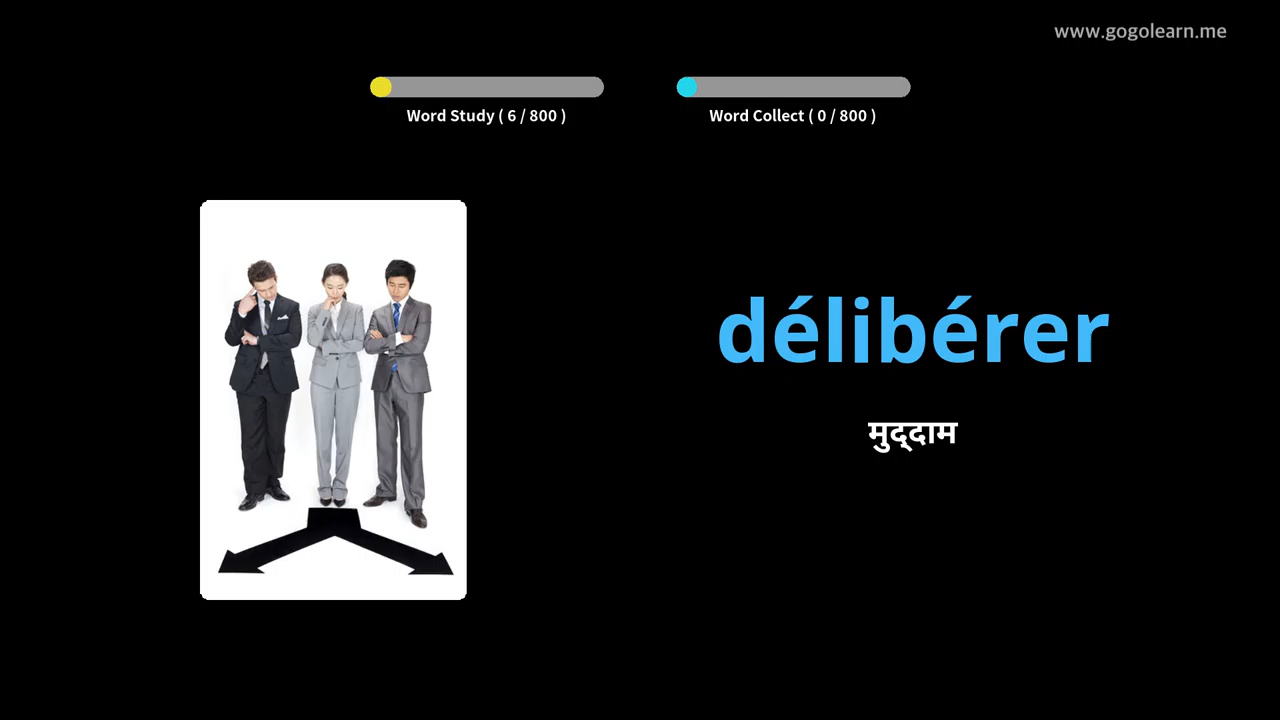 www.gogolearn.me
Word Study ( 6 / 800 )
Word Collect ( 0 / 800 )
délibérer
मुद्दाम